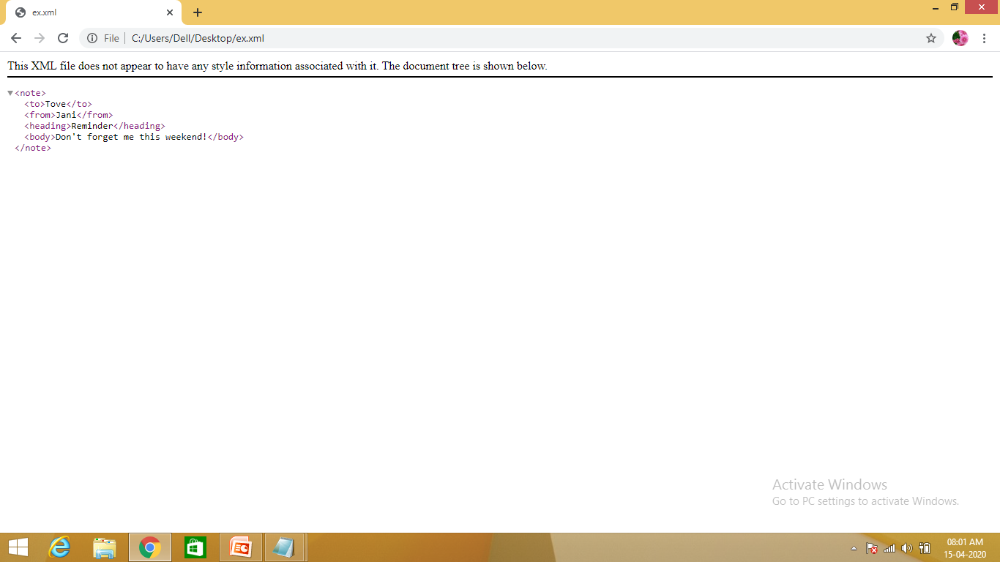 ex.xml
File
C:/Users/Dell/Desktop/ex.xml
This XML file does not appear to have any style information associated with it. The document tree is shown below.
<note>
<to>Tove</to>
<from>Jani</from>
<heading>Reminder</heading>
<body>Don't forget me this weekend!</body>
</note>
Activate Windows
Go to PC settings to activate Windows.
08:01 AM
15-04-2020